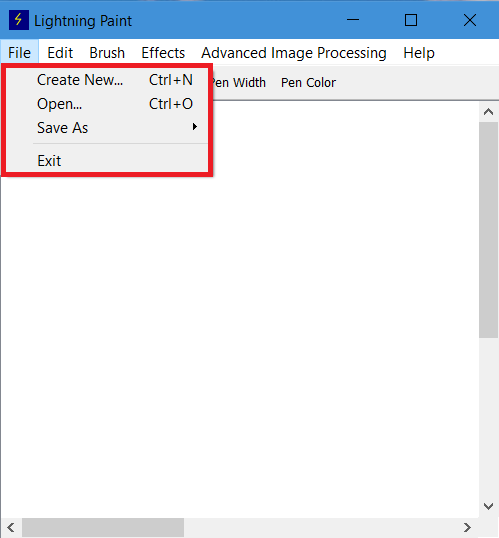 Lightning Paint
File Edit Brush Effects Advanced Image Processing Help
Pen Width Pen Color
Create New... Ctrl+N
Open... Ctrl+O
Save As
Exit